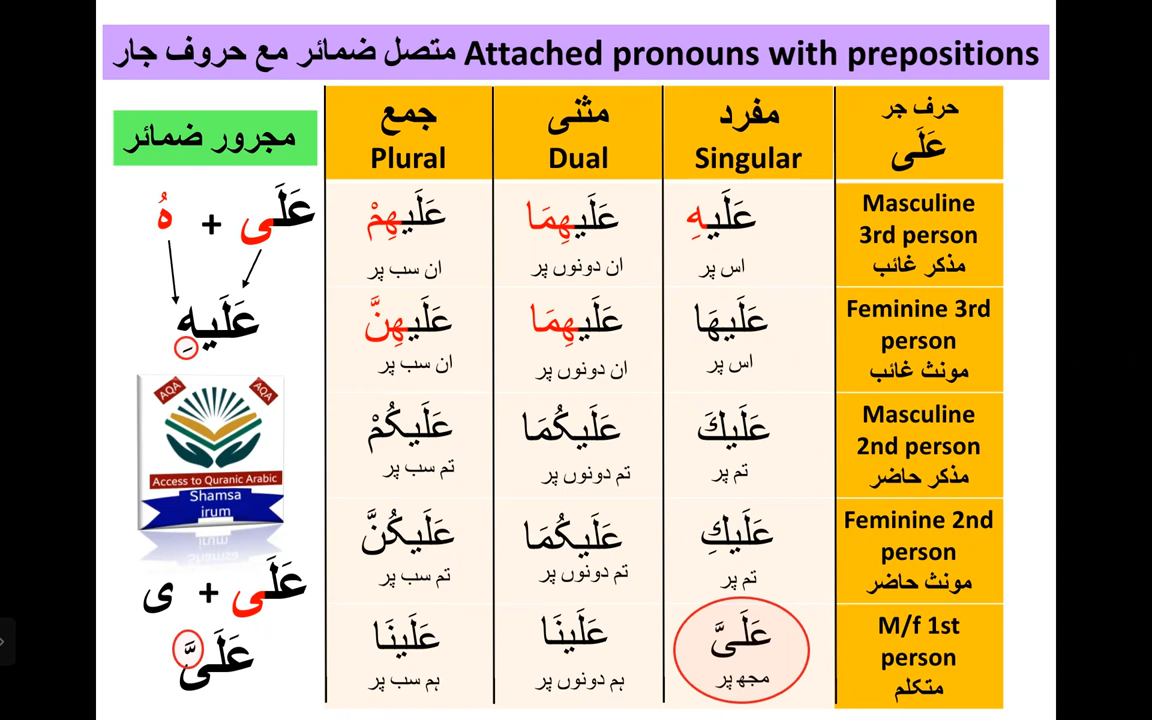 متصل ضمائر مع حروف جار Attached pronouns with prepositions
حرف جر
عَلَى
مفرد
Singular
مثنى
Dual
جمع
Plural
مجرور ضمائر
Masculine
3rd person
مذکر غائب
عَلَيهِ
اس پر
عَلَيهِمَا
ان دونوں پر
عَلَيهِمْ
ان سب پر
عَلَى + هُ
عَلَيهِ
Feminine 3rd
person
مونث غائب
عَلَيهَا
اس پر
عَلَيهِمَا
ان دونوں پر
عَلَيهِنَّ
ان سب پر
Masculine
2nd person
مذکر حاضر
عَلَيكَ
تم پر
عَلَيكُمَا
تم دونوں پر
عَلَيكُمْ
تم سب پر
AQA
AQA
Access to Quranic Arabic
Shamsa
irum
Feminine 2nd
person
مونث حاضر
عَلَيكِ
تم پر
عَلَيكُمَا
تم دونوں پر
عَلَيكُنَّ
تم سب پر
عَلَى + ى
عَلَىَّ
M/f 1st
person
متکلم
عَلَىَّ
مجھ پر
عَلَينَا
ہم دونوں پر
عَلَينَا
ہم سب پر